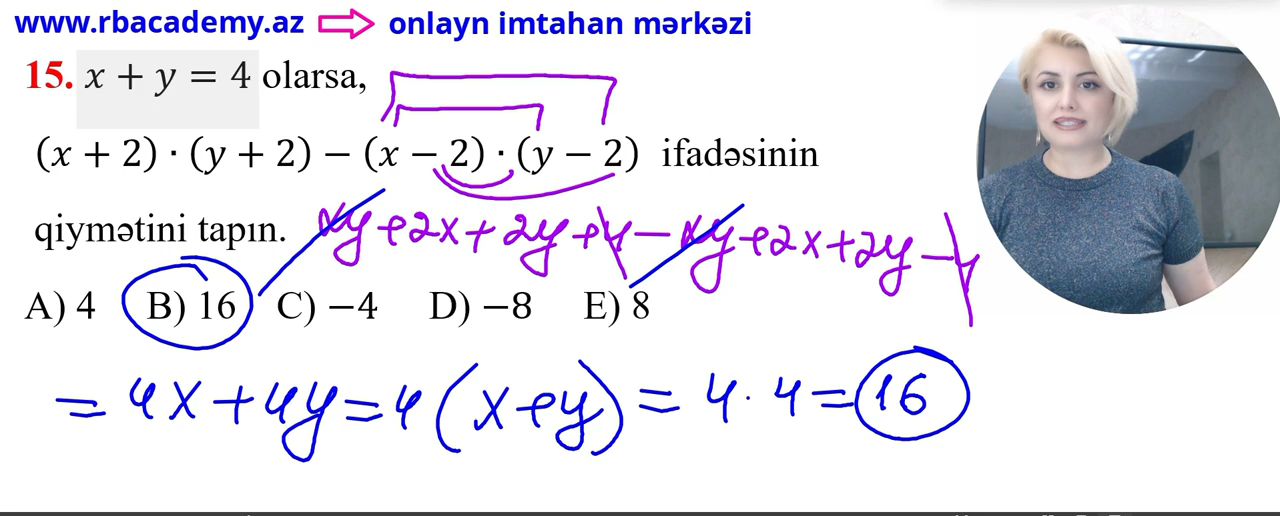 www.rbacademy.az onlayn imtahan mərkəzi
15. x + y = 4 olarsa,
(x + 2) · (y + 2) − (x − 2) · (y − 2) ifadəsinin
qiymətini tapın. xy+2x+2y+4−xy+2x+2y−4
A) 4 B) 16 C) −4 D) −8 E) 8
= 4x+4y=4(x+y)=4·4=16